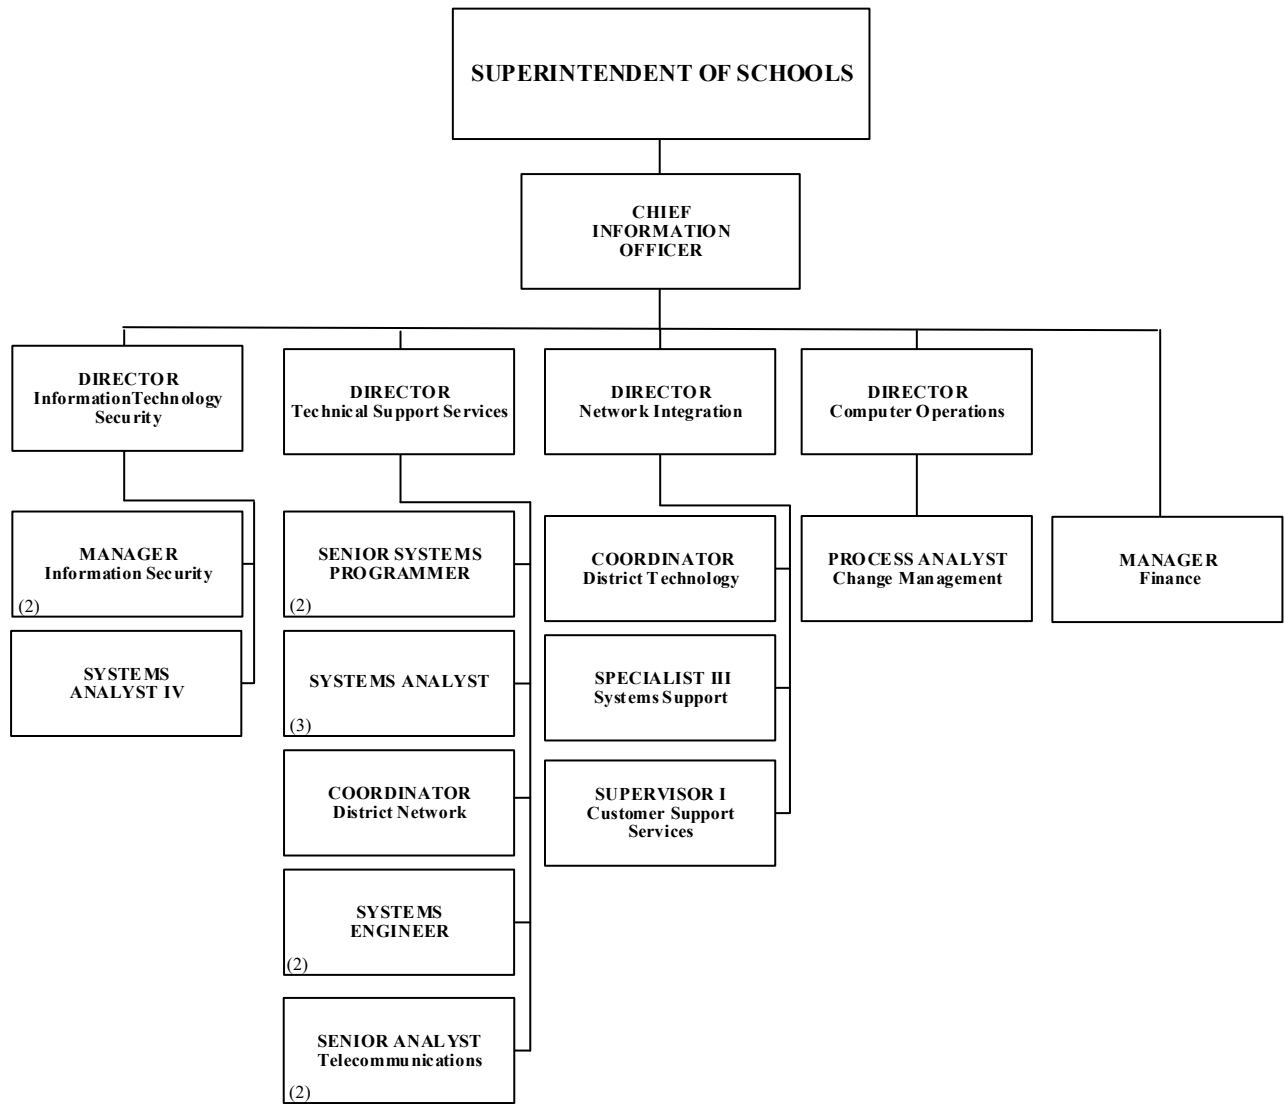 SUPERINTENDENT OF SCHOOLS
CHIEF
INFORMATION
OFFICER
DIRECTOR
Information Technology
Security
DIRECTOR
Technical Support Services
DIRECTOR
Network Integration
DIRECTOR
Computer Operations
MANAGER
Information Security
(2)
SENIOR SYSTEMS
PROGRAMMER
(2)
COORDINATOR
District Technology
PROCESS ANALYST
Change Management
MANAGER
Finance
SYSTEMS
ANALYST IV
SYSTEMS ANALYST
(3)
SPECIALIST III
Systems Support
COORDINATOR
District Network
SUPERVISOR I
Customer Support
Services
SYSTEMS
ENGINEER
(2)
SENIOR ANALYST
Telecommunications
(2)